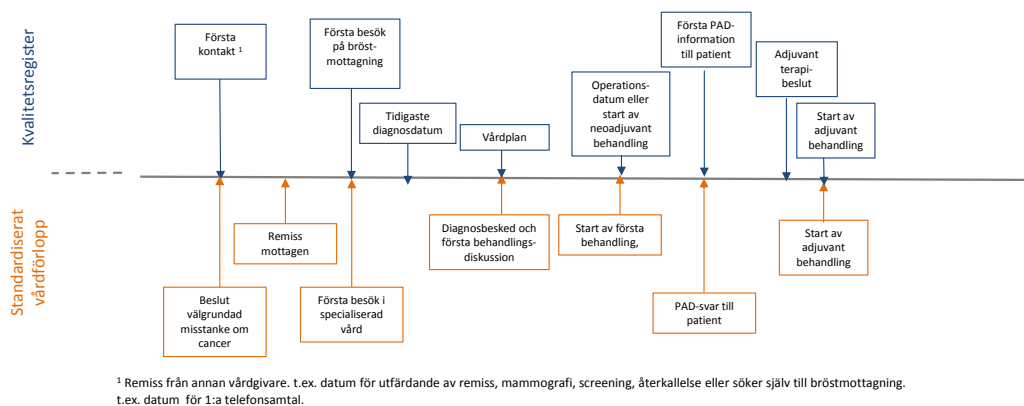 Kvalitetsregister
Första
kontakt ¹
Första besök
på bröst-
mottagning
Tidigaste
diagnosdatum
Vårdplan
Operations-
datum eller
start av
neoadjuvant
behandling
Första PAD-
information
till patient
Adjuvant
terapi-
beslut
Start av
adjuvant
behandling
Standardiserat
vårdförlopp
Beslut
välgrundad
misstanke om
cancer
Remiss
mottagen
Första besök i
specialiserad
vård
Diagnosbesked och
första behandlings-
diskussion
Start av första
behandling,
PAD-svar till
patient
Start av
adjuvant
behandling
¹ Remiss från annan vårdgivare. t.ex. datum för utfärdande av remiss, mammografi, screening, återkallelse eller söker själv till bröstmottagning.
t.ex. datum för 1:a telefonsamtal.